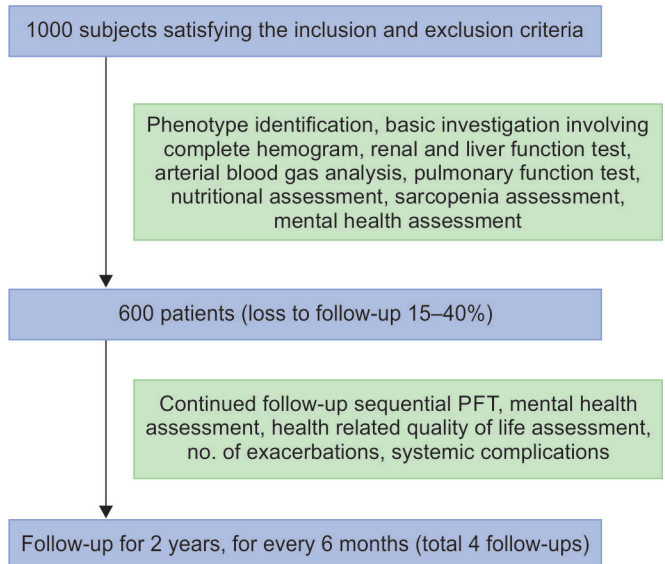 1000 subjects satisfying the inclusion and exclusion criteria
Phenotype identification, basic investigation involving
complete hemogram, renal and liver function test,
arterial blood gas analysis, pulmonary function test,
nutritional assessment, sarcopenia assessment,
mental health assessment
600 patients (loss to follow-up 15–40%)
Continued follow-up sequential PFT, mental health
assessment, health related quality of life assessment,
no. of exacerbations, systemic complications
Follow-up for 2 years, for every 6 months (total 4 follow-ups)